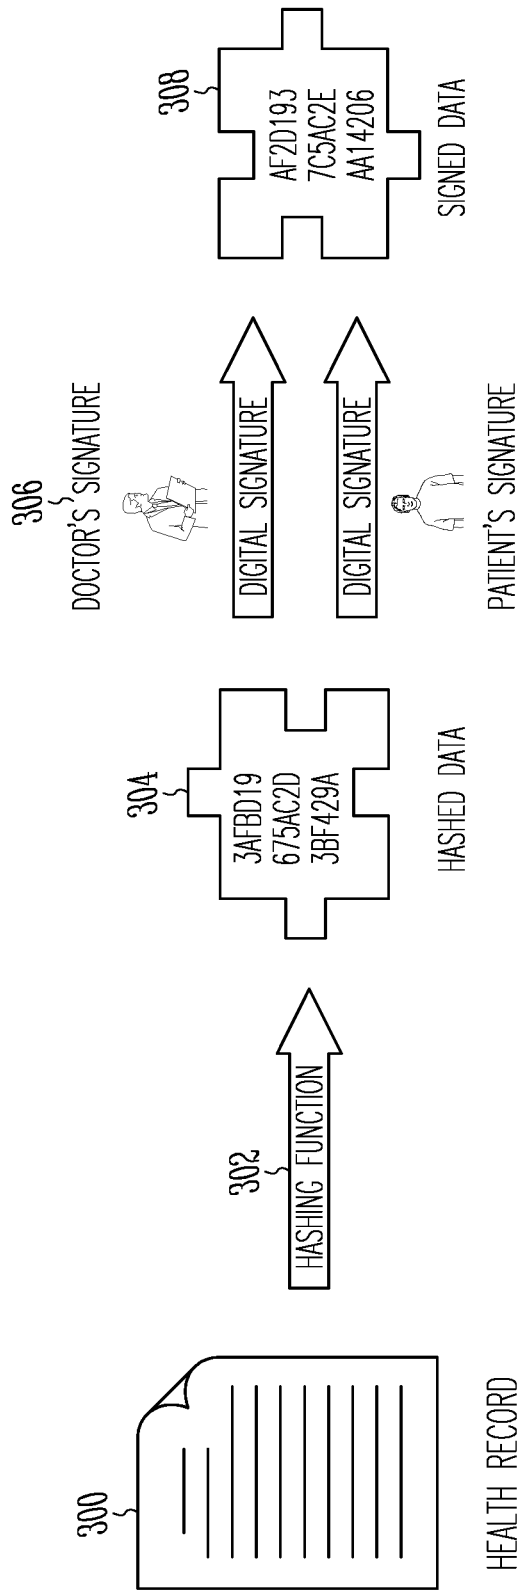 300
HEALTH RECORD
302
HASHING FUNCTION
304
3AFBD19
675AC2D
3BF429A
HASHED DATA
306
DOCTOR'S SIGNATURE
DIGITAL SIGNATURE
DIGITAL SIGNATURE
PATIENT'S SIGNATURE
308
AF2D193
7C5AC2E
AA14206
SIGNED DATA